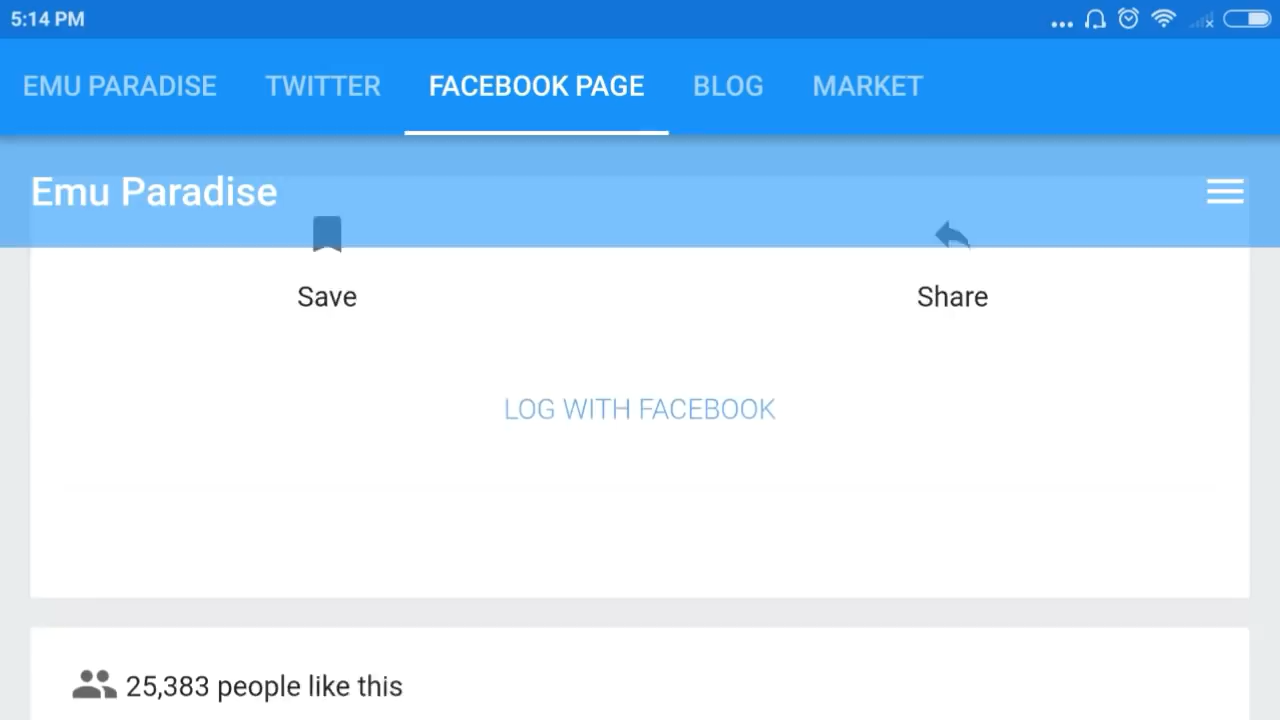 5:14 PM
EMU PARADISE TWITTER FACEBOOK PAGE BLOG MARKET
Emu Paradise
Save Share
LOG WITH FACEBOOK
25,383 people like this